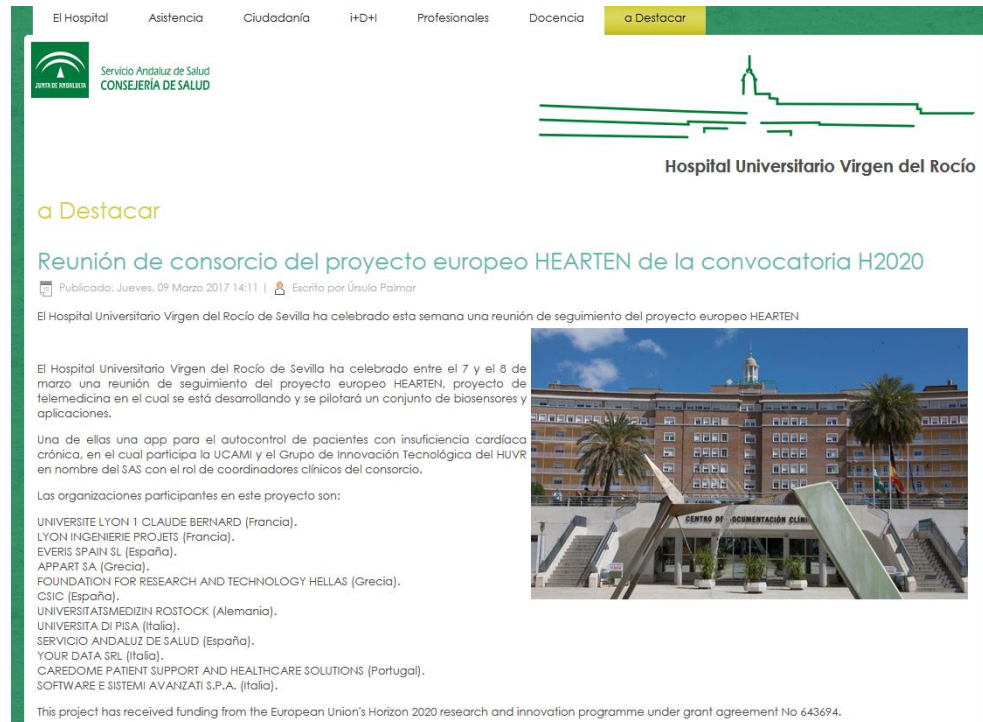 El Hospital Asistencia Ciudadanía i+D+I Profesionales Docencia a Destacar
JUNTA DE ANDALUCIA
Servicio Andaluz de Salud
CONSEJERÍA DE SALUD
Hospital Universitario Virgen del Rocío
a Destacar
Reunión de consorcio del proyecto europeo HEARTEN de la convocatoria H2020
Publicado: Jueves, 09 Marzo 2017 14:11 | Escrito por Úrsula Palmar
El Hospital Universitario Virgen del Rocío de Sevilla ha celebrado esta semana una reunión de seguimiento del proyecto europeo HEARTEN
El Hospital Universitario Virgen del Rocío de Sevilla ha celebrado entre el 7 y el 8 de
marzo una reunión de seguimiento del proyecto europeo HEARTEN, proyecto de
telemedicina en el cual se está desarrollando y se pilotará un conjunto de biosensores y
aplicaciones.
Una de ellas una app para el autocontrol de pacientes con insuficiencia cardíaca
crónica, en el cual participa la UCAMI y el Grupo de Innovación Tecnológica del HUVR
en nombre del SAS con el rol de coordinadores clínicos del consorcio.
Las organizaciones participantes en este proyecto son:
UNIVERSITE LYON 1 CLAUDE BERNARD (Francia).
LYON INGENIERIE PROJETS (Francia).
EVERIS SPAIN SL (España).
APPART SA (Grecia).
FOUNDATION FOR RESEARCH AND TECHNOLOGY HELLAS (Grecia).
CSIC (España).
UNIVERSITATSMEDIZIN ROSTOCK (Alemania).
UNIVERSITA DI PISA (Italia).
SERVICIO ANDALUZ DE SALUD (España).
YOUR DATA SRL (Italia).
CAREDOME PATIENT SUPPORT AND HEALTHCARE SOLUTIONS (Portugal).
SOFTWARE E SISTEMI AVANZATI S.P.A. (Italia).
CENTRO DE DOCUMENTACIÓN CLÍNI
This project has received funding from the European Union's Horizon 2020 research and innovation programme under grant agreement No 643694.